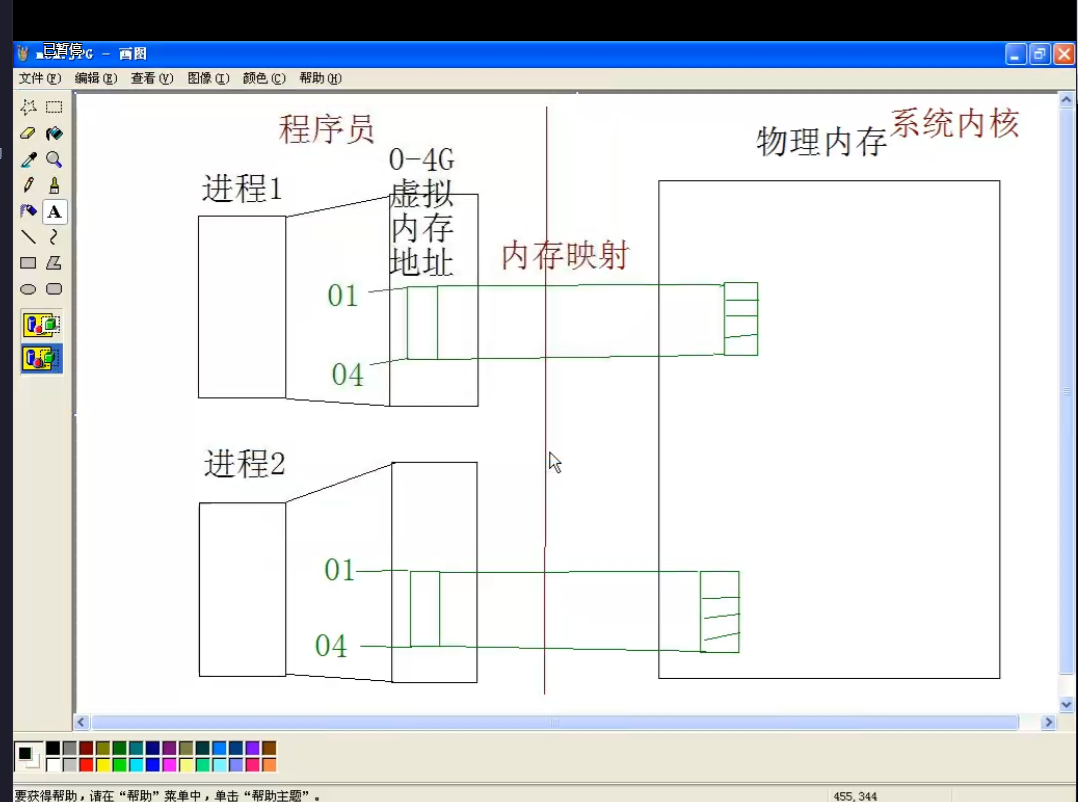 已暂停
画图
文件(F) 编辑(E) 查看(V) 图像(I) 颜色(C) 帮助(H)
程序员
系统内核
物理内存
0-4G
虚拟
内存
地址
进程1
内存映射
01
04
进程2
01
04
A
要获得帮助，请在“帮助”菜单中，单击“帮助主题”。
455,344